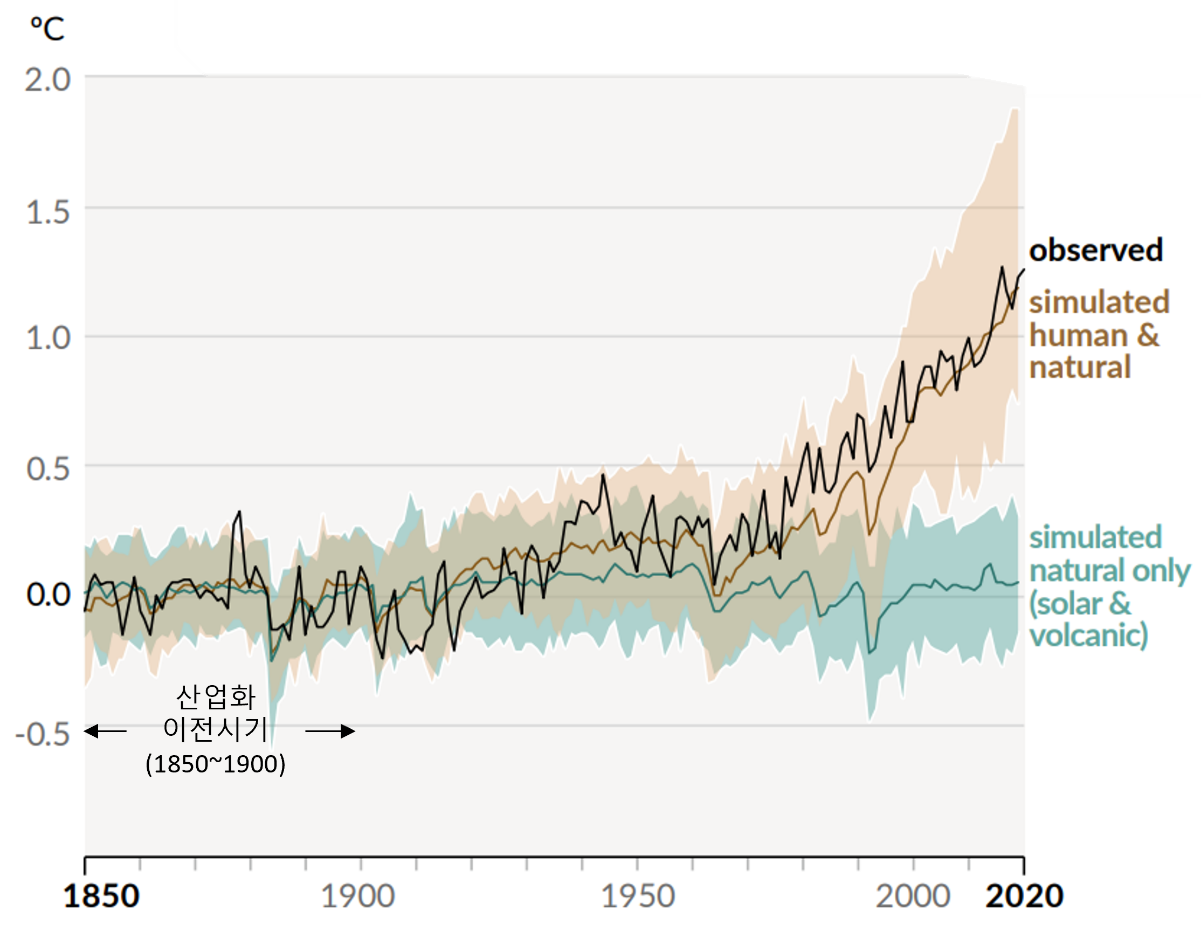 °C
2.0
1.5
1.0
0.5
0.0
-0.5
observed
simulated
human &
natural
simulated
natural only
(solar &
volcanic)
산업화
이전시기
(1850~1900)
1850
1900
1950
2000
2020